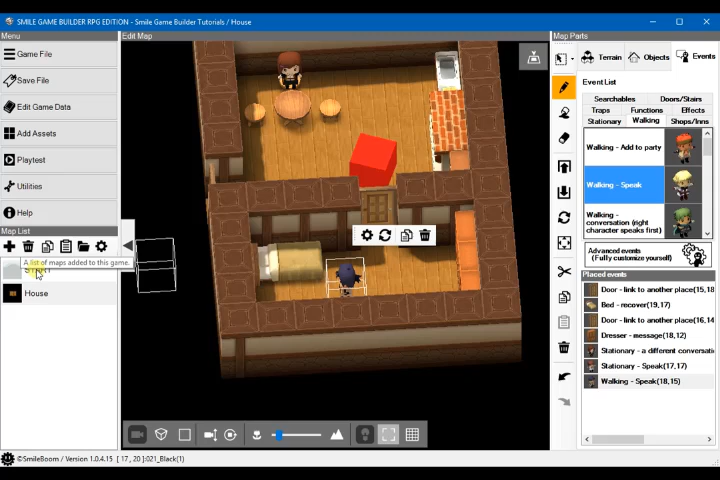 SMILE GAME BUILDER RPG EDITION - Smile Game Builder Tutorials / House
Menu
Game File
Save File
Edit Game Data
Add Assets
Playtest
Utilities
Help
Map List
A list of maps added to this game.
START
House
Edit Map
Map Parts
Terrain
Objects
Events
Event List
Searchables
Doors/Stairs
Traps
Functions
Effects
Stationary
Walking
Shops/Inns
Walking - Add to party
Walking - Speak
Walking -
conversation (right
character speaks first)
Advanced events
(Fully customize yourself)
Placed events
Door - link to another place(15,18
Bed - recover(19,17)
Door - link to another place(16,14
Dresser - message(18,12)
Stationary - a different conversati
Stationary - Speak(17,17)
Walking - Speak(18,15)
©SmileBoom / Version 1.0.4.15 [ 17 , 20 ]:021_Black(1)